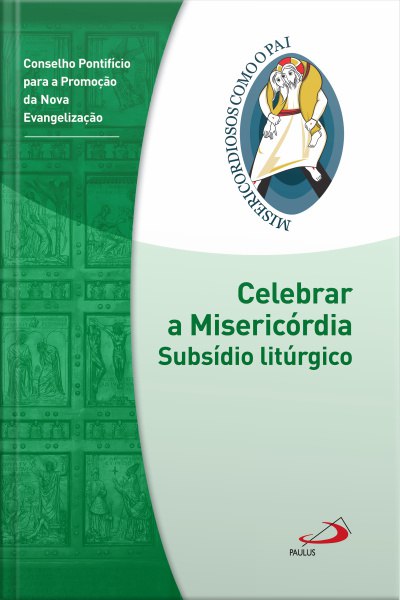 Conselho Pontifício
para a Promoção
da Nova
Evangelização
MISERICORDIOSOS COMO O PAI
Celebrar
a Misericórdia
Subsídio litúrgico
PAULUS